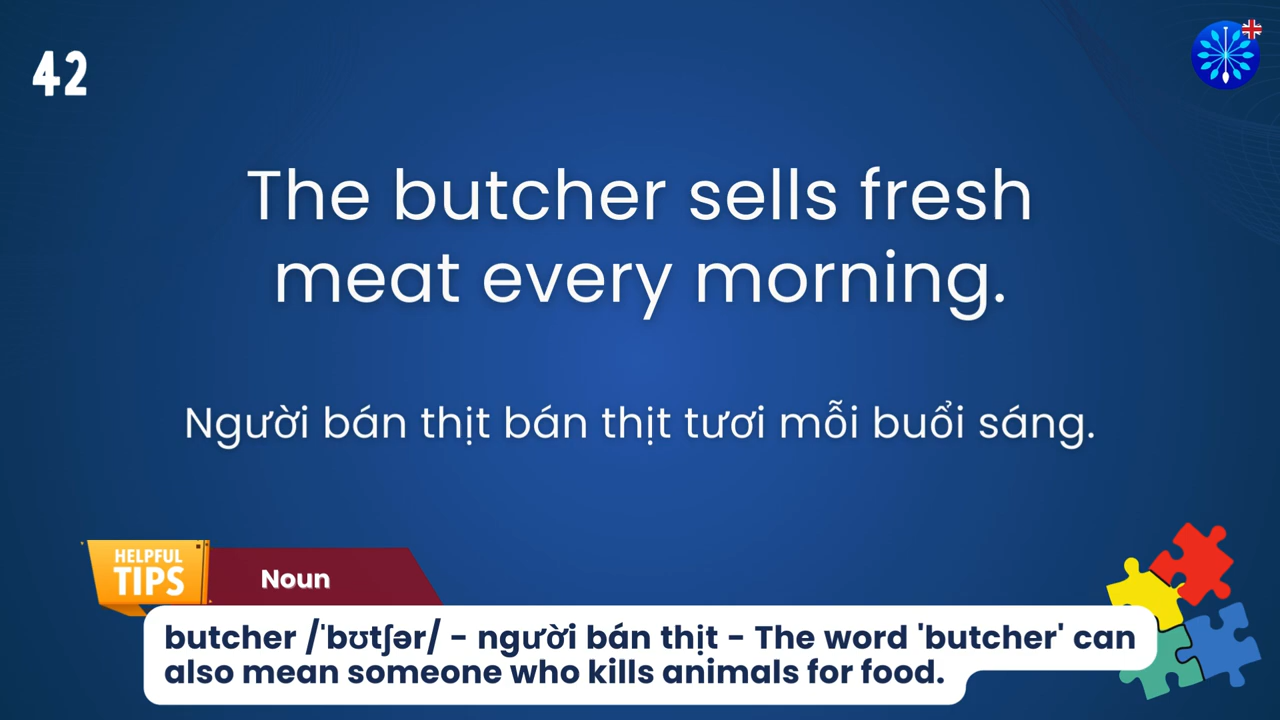 42
The butcher sells fresh
meat every morning.
Người bán thịt bán thịt tươi mỗi buổi sáng.
HELPFUL
TIPS
Noun
butcher /ˈbʊtʃər/ - người bán thịt - The word 'butcher' can
also mean someone who kills animals for food.